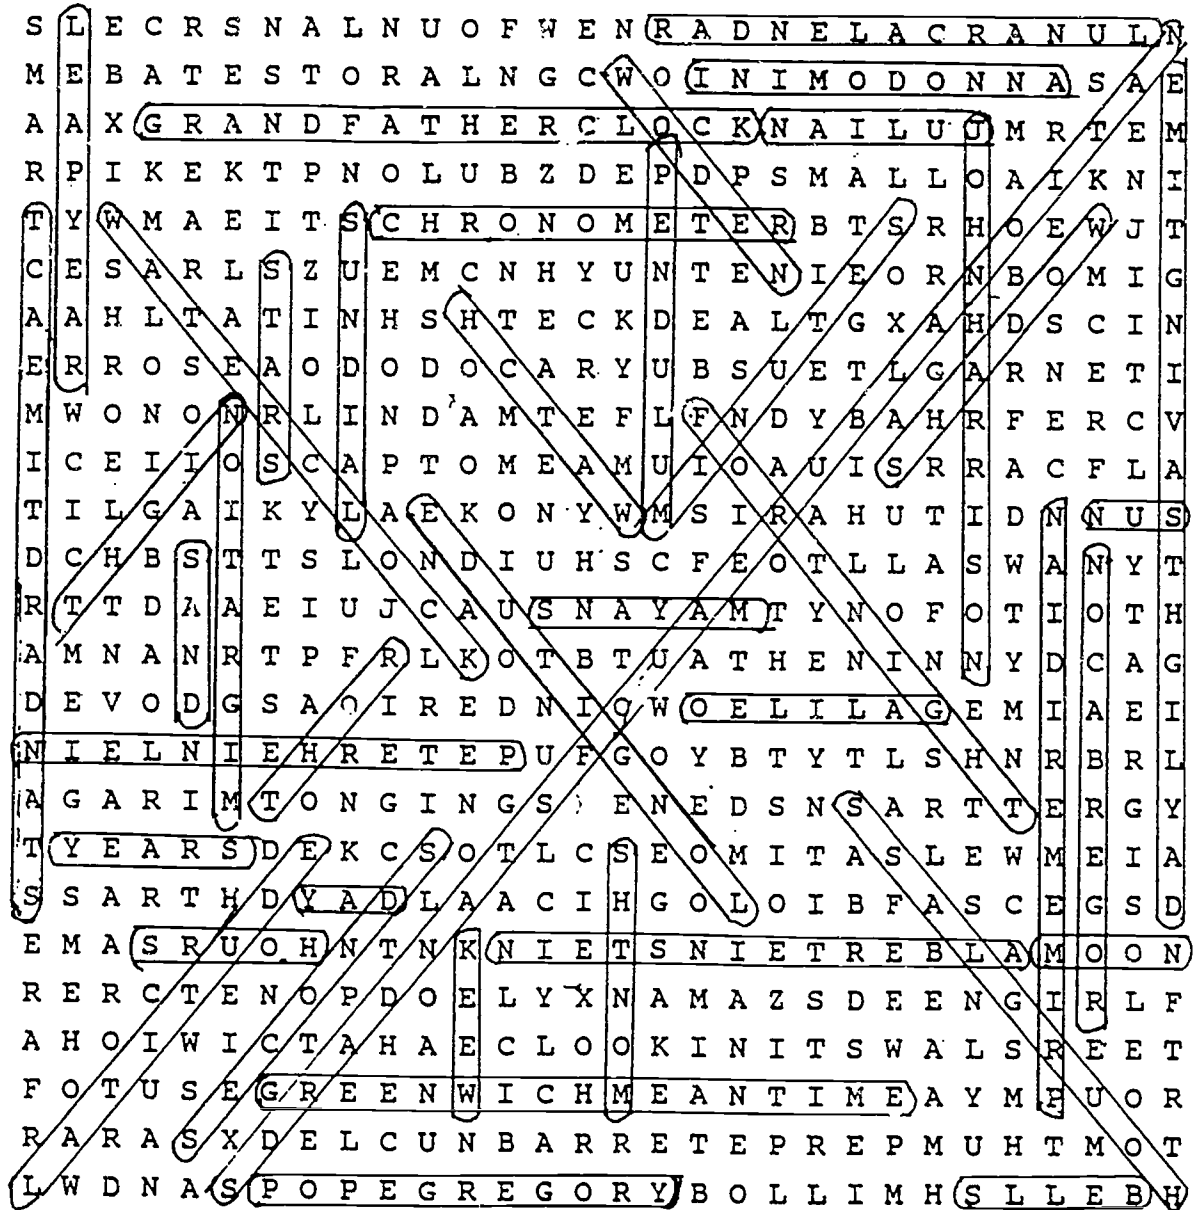 S L E C R S N A L N U O F W E N R A D N E L A C R A N U L N
M E B A T E S T O R A L N G C W O I N I M O D O N N A S A E
A A X G R A N D F A T H E R C L O C K N A I L U J M R T E M
R P I K E K T P N O L U B Z D E P D P S M A L L O A I K N I
T Y W M A E I T S C H R O N O M E T E R B T S R H O E W J T
C E S A R L S Z U E M C N H Y U N T E N I E O R N B O M I G
A A H L T A T I N H S H T E C K D E A L T G X A H D S C I N
E R R O S E A O D O D O C A R Y U B S U E T L G A R N E T I
M W O N O N R L I N D A M T E F L F N D Y B A H R F E R C V
I C E I I O S C A P T O M E A M U I O A U I S R R A C F L A
T I L G A I K Y L A E K O N Y W M S I R A H U T I D N N U S
D C H B S T T S L O N D I U H S C F E O T L L A S W A N Y T
R T T D A A E I U J C A U S N A Y A M T Y N O F O T I O T H
A M N A N R T P F R L K O T B T U A T H E N I N N Y D C A G
D E V O D G S A O I R E D N I O W O E L I L A G E M I A E I
N I E L N I E H R E T E P U F G O Y B T Y T L S H N R B R L
A G A R I M T O N G I N G S E N E D S N S A R T T E R G Y
T Y E A R S D E K C S O T L C S E O M I T A S L E W M E I A
S S A R T H D Y A D L A A C I H G O L O I B F A S C E G S D
E M A S R U O H N T N K N I E T S N I E T R E B L A M O O N
R E R C T E N O P D O E L Y X N A M A Z S D E E N G I R L F
A H O I W I C T A H A E C L O O K I N I T S W A L S R E E T
F O T U S E G R E E N W I C H M E A N T I M E A Y M P U O R
R A R A S X D E L C U N B A R R E T E P R E P M U H T M O T
L W D N A S P O P E G R E G O R Y B O L L I M H S L L E B H